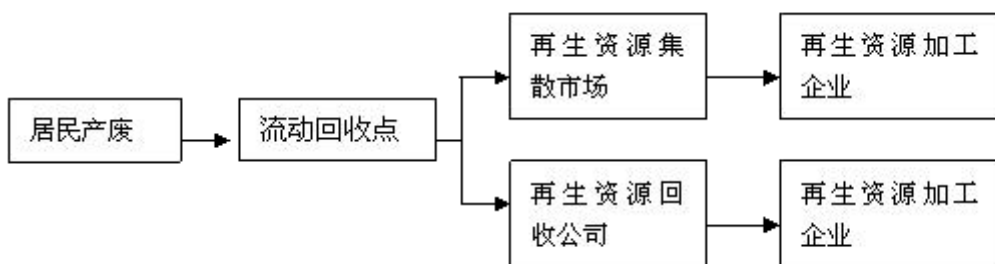 居民产废
流动回收点
再生资源集
散市场
再生资源加工
企业
再生资源回
收公司
再生资源加工
企业